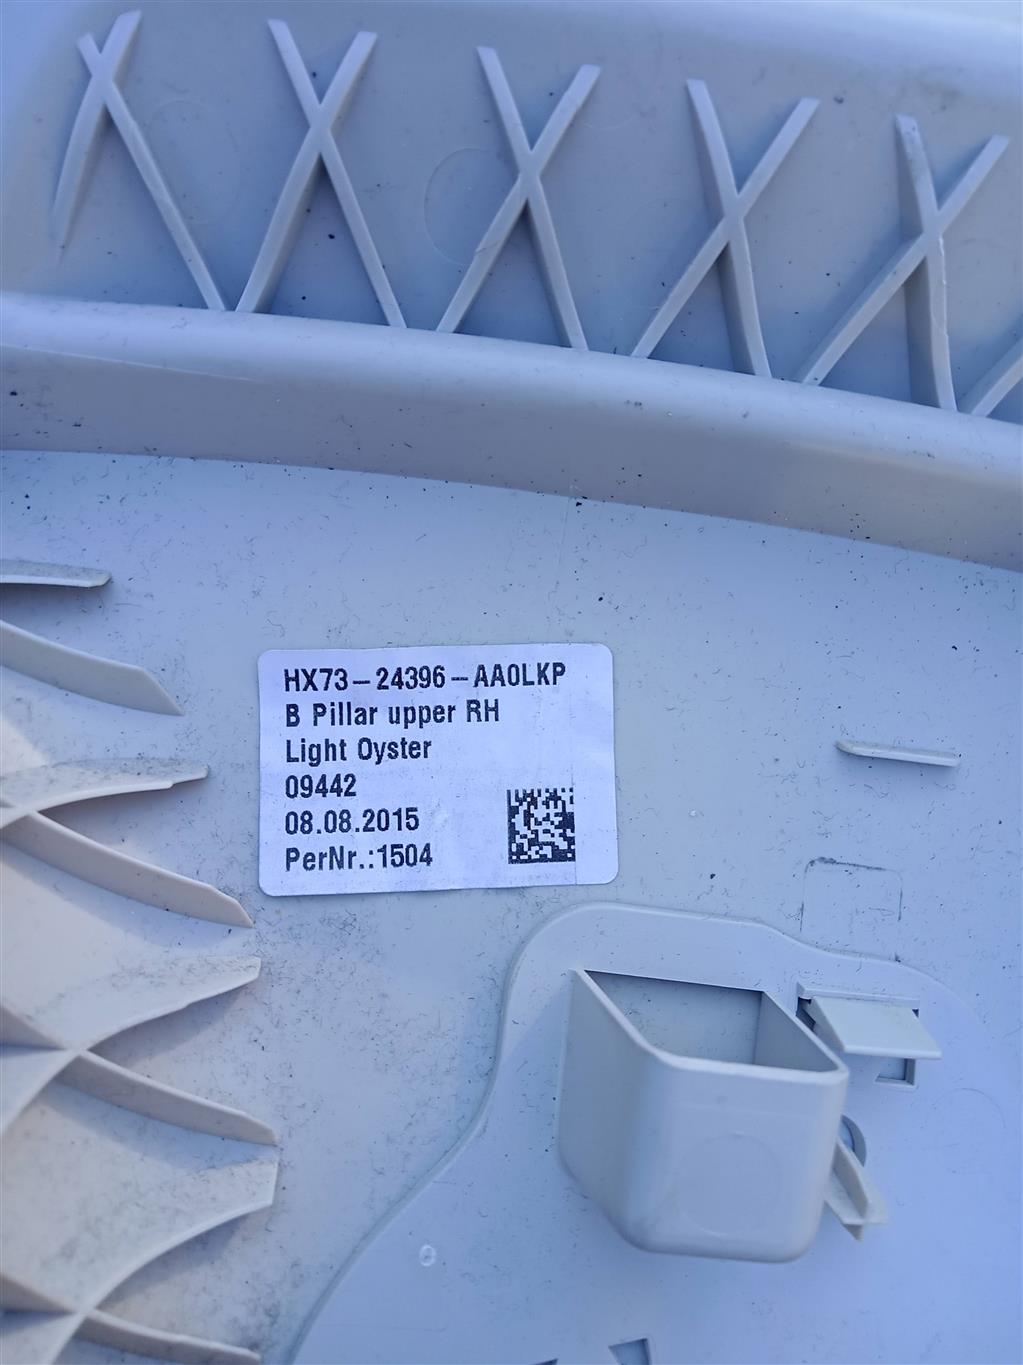 HX73-24396-AA0LKP
B Pillar upper RH
Light Oyster
09442
08.08.2015
PerNr.:1504